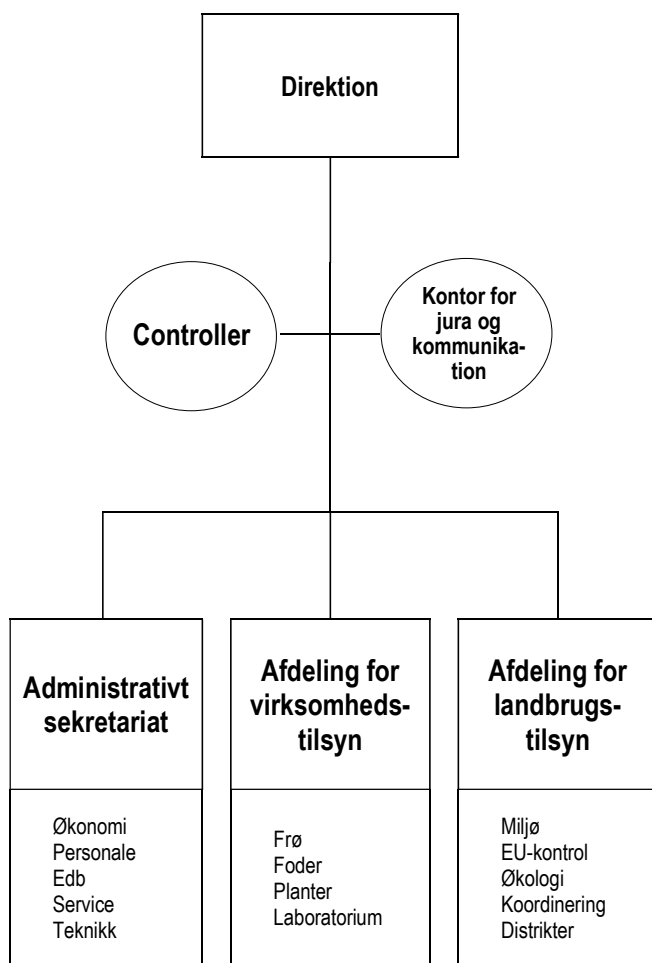 Direktion
Controller
Kontor for
jura og
kommunika-
tion
Administrativt
sekretariat
Økonomi
Personale
Edb
Service
Teknikk
Afdeling for
virksomheds-
tilsyn
Frø
Foder
Planter
Laboratorium
Afdeling for
landbrugs-
tilsyn
Miljø
EU-kontrol
Økologi
Koordinering
Distrikter